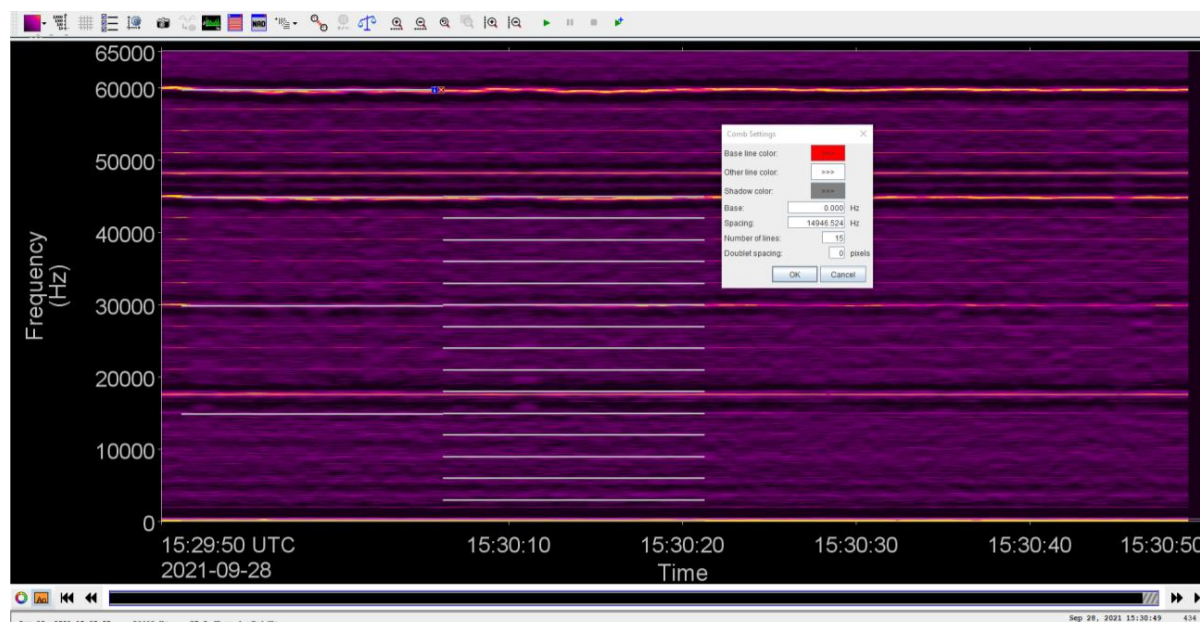 NAD
65000
60000
50000
40000
30000
20000
10000
0
Frequency
(Hz)
Comb Settings
Base line color: >>>
Other line color: >>>
Shadow color: >>>
Base: 0.000 Hz
Spacing: 14946.524 Hz
Number of lines: 15
Doublet spacing: 0 pixels
OK Cancel
15:29:50 UTC 15:30:10 15:30:20 15:30:30 15:30:40 15:30:50
2021-09-28 Time
Sep 28, 2021 15:30:49 434